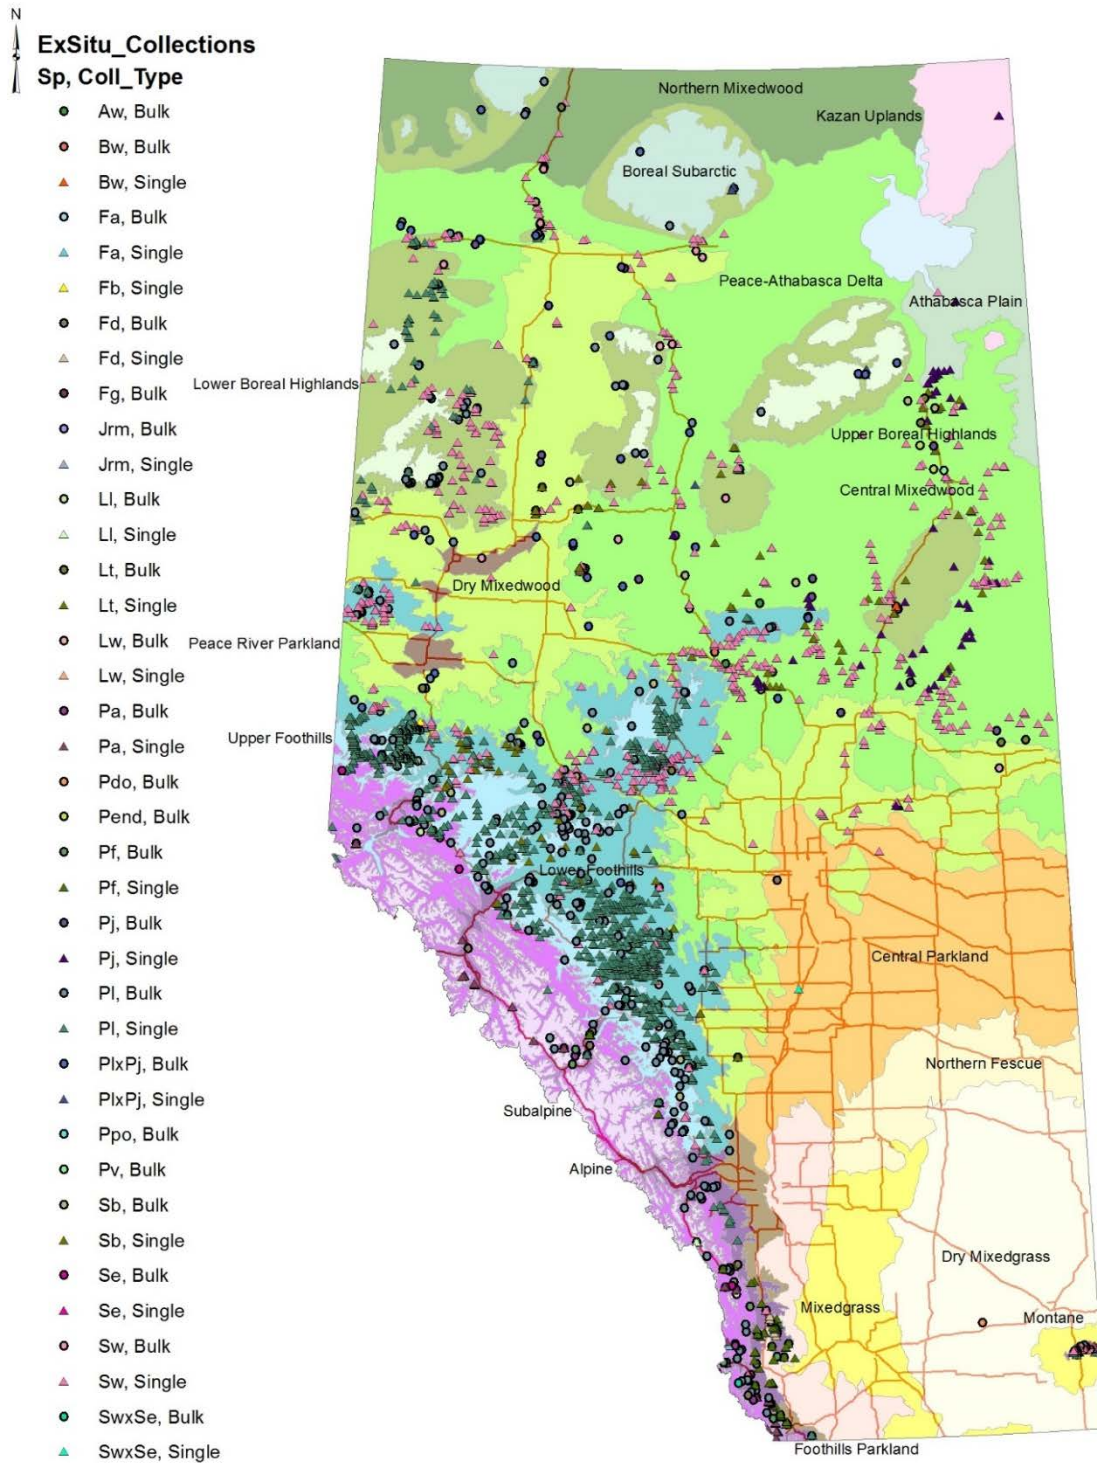 N
ExSitu_Collections
Sp, Coll_Type
Aw, Bulk
Bw, Bulk
Bw, Single
Fa, Bulk
Fa, Single
Fb, Single
Fd, Bulk
Fd, Single
Fg, Bulk
Jrm, Bulk
Jrm, Single
Ll, Bulk
Ll, Single
Lt, Bulk
Lt, Single
Lw, Bulk
Lw, Single
Pa, Bulk
Pa, Single
Pdo, Bulk
Pend, Bulk
Pf, Bulk
Pf, Single
Pj, Bulk
Pj, Single
Pl, Bulk
Pl, Single
PlxPj, Bulk
PlxPj, Single
Ppo, Bulk
Pv, Bulk
Sb, Bulk
Sb, Single
Se, Bulk
Se, Single
Sw, Bulk
Sw, Single
SwxSe, Bulk
SwxSe, Single
Northern Mixedwood
Kazan Uplands
Boreal Subarctic
Peace-Athabasca Delta
Athabasca Plain
Lower Boreal Highlands
Upper Boreal Highlands
Central Mixedwood
Dry Mixedwood
Peace River Parkland
Upper Foothills
Lower Foothills
Central Parkland
Northern Fescue
Subalpine
Alpine
Dry Mixedgrass
Mixedgrass
Montane
Foothills Parkland